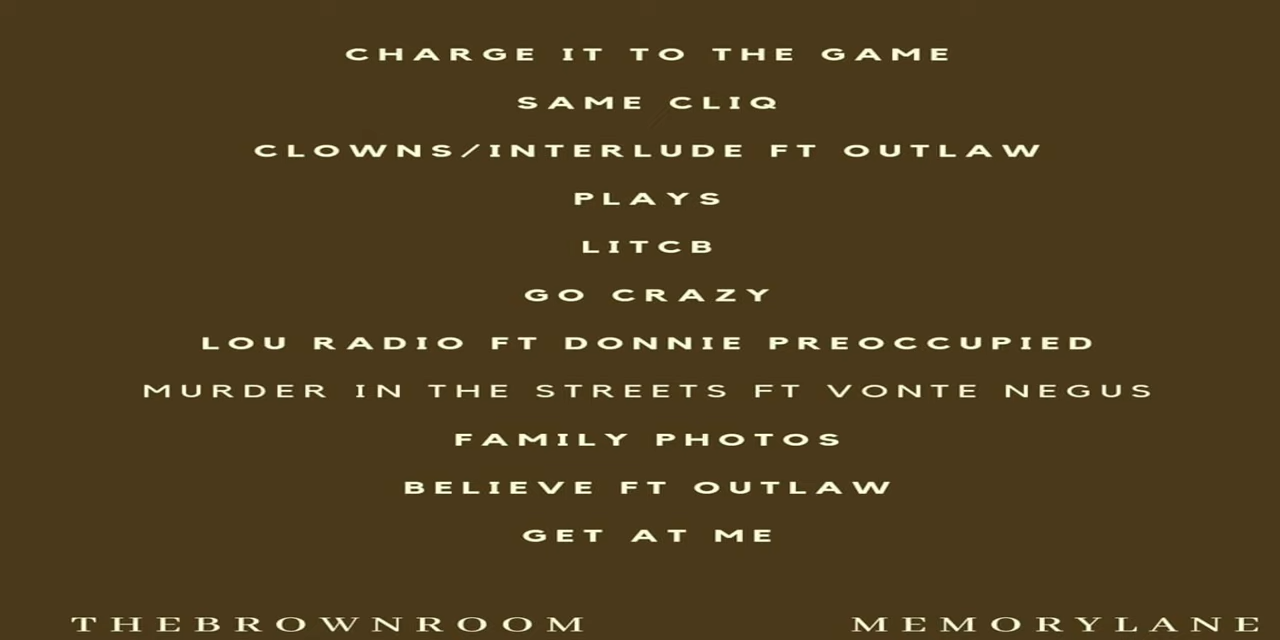 CHARGE IT TO THE GAME
SAME CLIQ
CLOWNS/INTERLUDE FT OUTLAW
PLAYS
LITCB
GO CRAZY
LOU RADIO FT DONNIE PREOCCUPIED
MURDER IN THE STREETS FT VONTE NEGUS
FAMILY PHOTOS
BELIEVE FT OUTLAW
GET AT ME
THEBROWNROOM MEMORYLANE